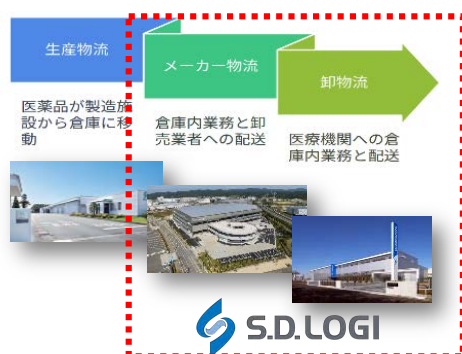 生産物流
メーカー物流
卸物流
医薬品が製造施
設から倉庫に移
動
倉庫内業務と卸
売業者への配送
医療機関への倉
庫内業務と配送
S.D.LOGI